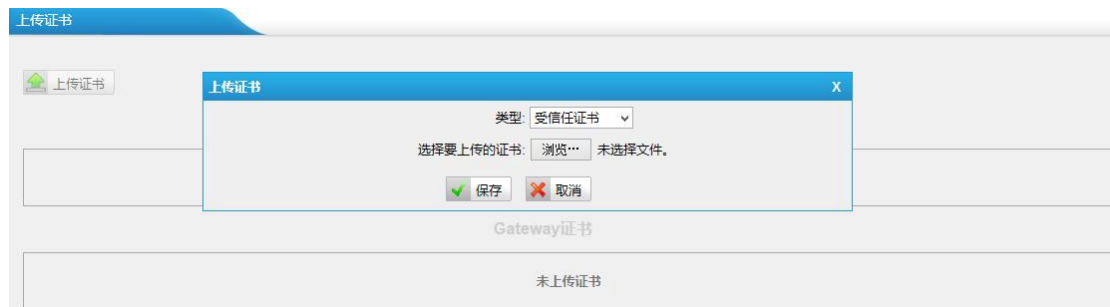 上传证书
上传证书
上传证书 X
类型: 受信任证书
选择要上传的证书: 浏览… 未选择文件。
保存 取消
Gateway证书
未上传证书